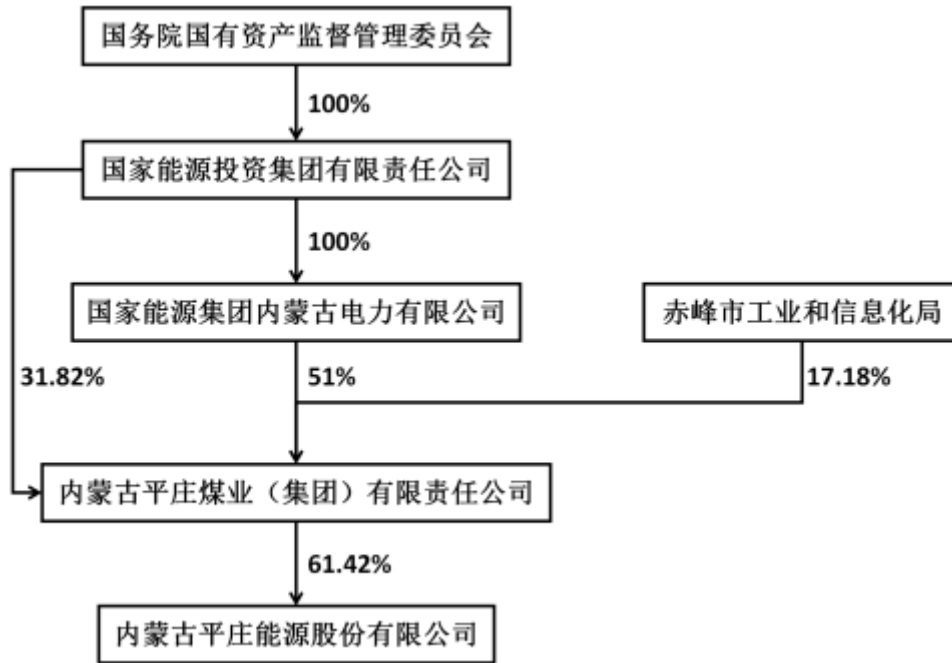 国务院国有资产监督管理委员会
100%
国家能源投资集团有限责任公司
100%
国家能源集团内蒙古电力有限公司
赤峰市工业和信息化局
31.82%
51%
17.18%
内蒙古平庄煤业（集团）有限责任公司
61.42%
内蒙古平庄能源股份有限公司